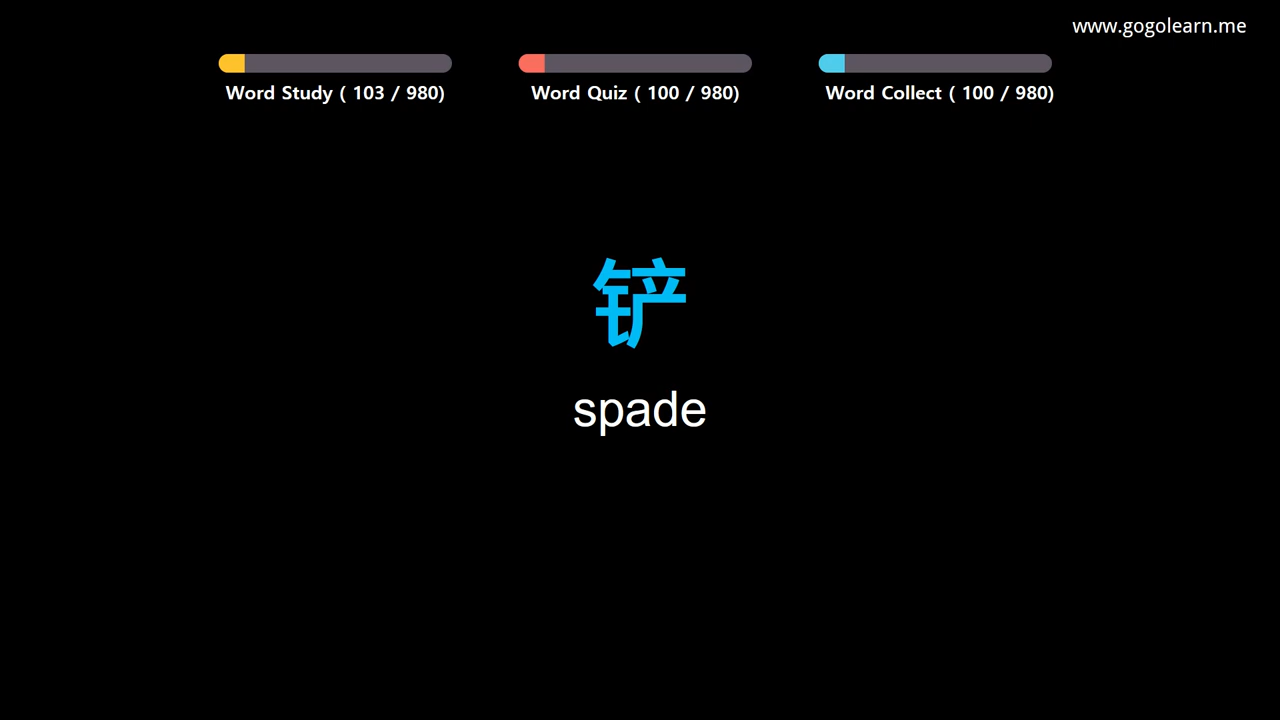 www.gogolearn.me
Word Study ( 103 / 980)
Word Quiz ( 100 / 980)
Word Collect ( 100 / 980)
铲
spade